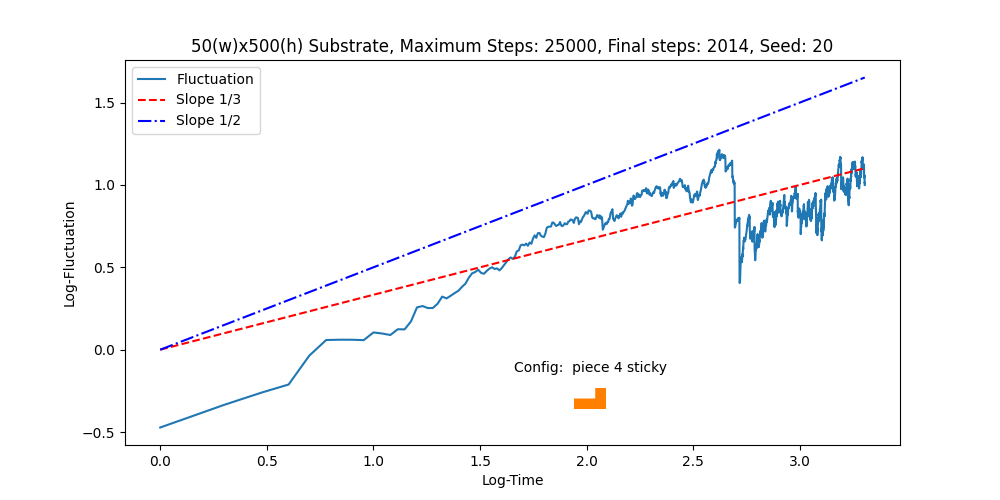 50(w)x500(h) Substrate, Maximum Steps: 25000, Final steps: 2014, Seed: 20
Fluctuation
Slope 1/3
Slope 1/2
1.5
1.0
0.5
0.0
−0.5
Log-Fluctuation
Config:  piece 4 sticky
0.0 0.5 1.0 1.5 2.0 2.5 3.0
Log-Time